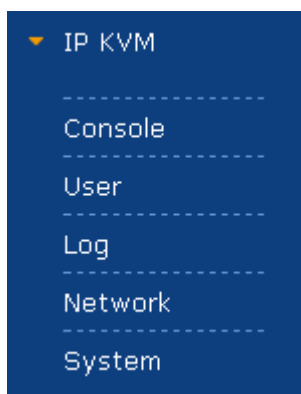 IP KVM
Console
User
Log
Network
System